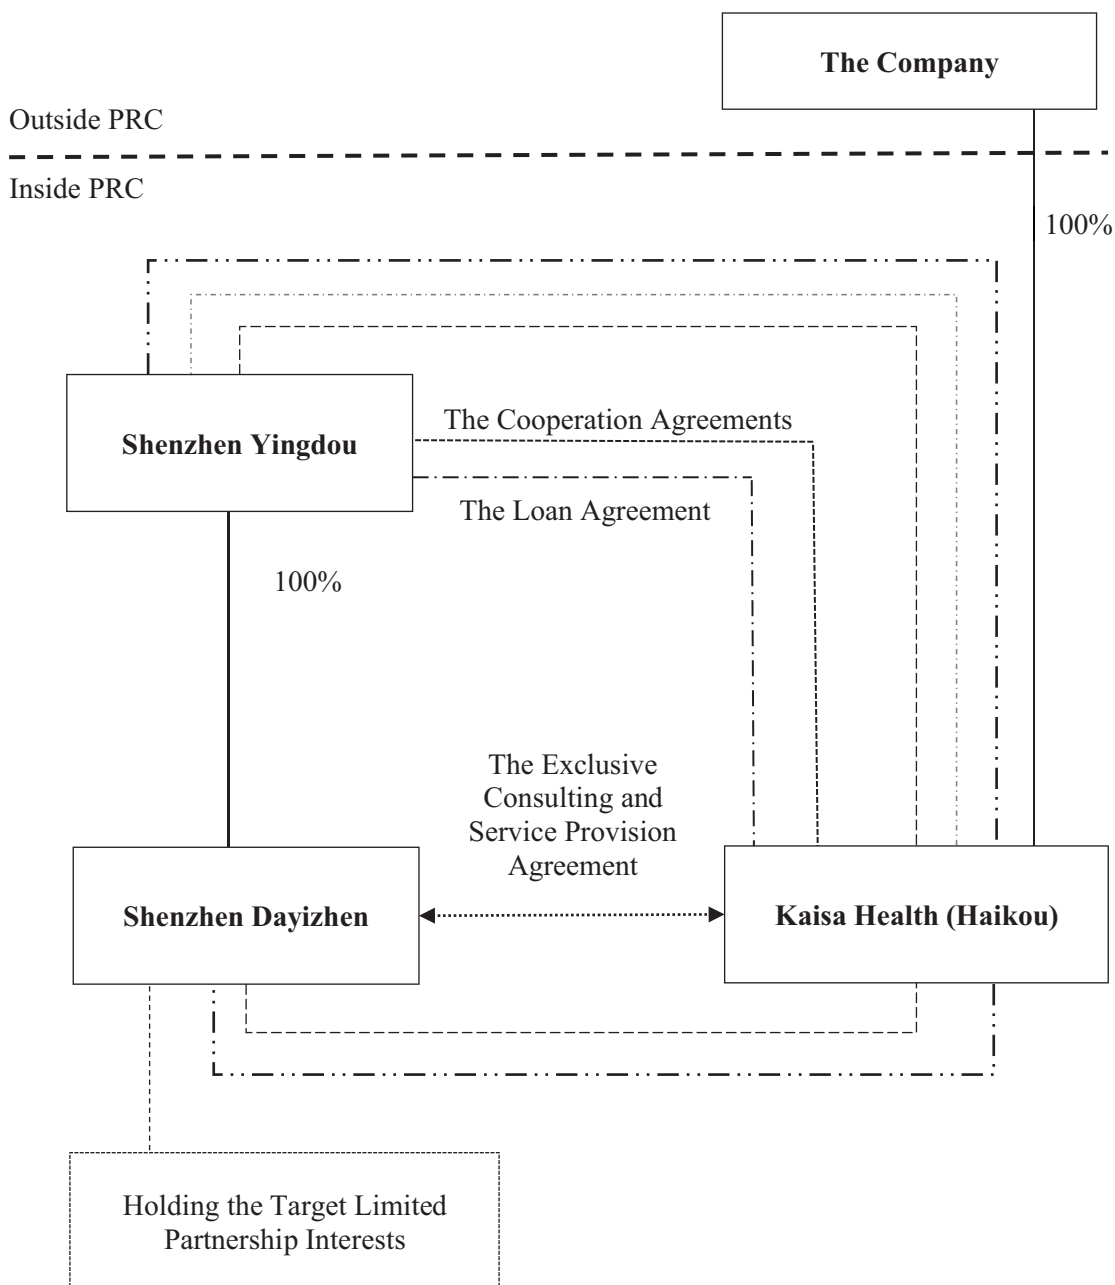 The Company
Outside PRC
Inside PRC
100%
The Cooperation Agreements
Shenzhen Yingdou
The Loan Agreement
100%
The Exclusive
Consulting and
Service Provision
Agreement
Shenzhen Dayizhen
Kaisa Health (Haikou)
Holding the Target Limited
Partnership Interests